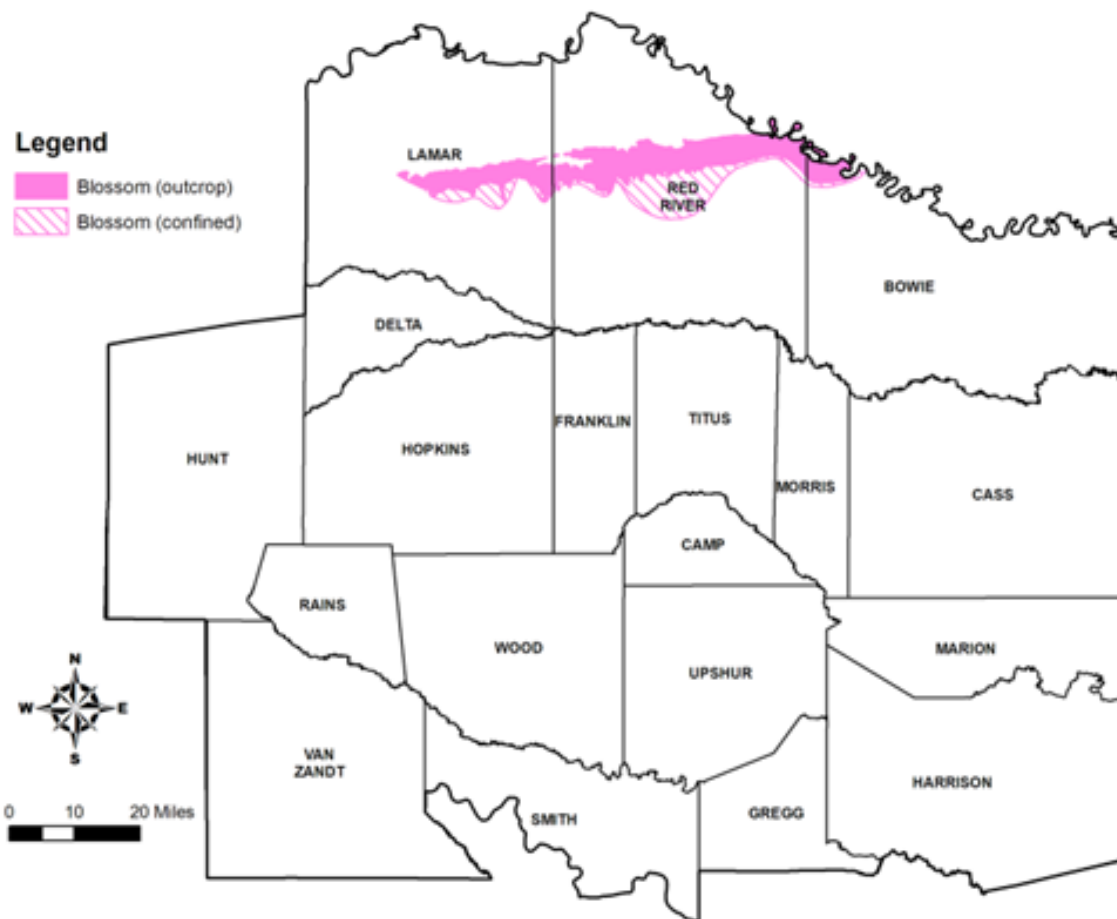 Legend
Blossom (outcrop)
Blossom (confined)
LAMAR
RED
RIVER
BOWIE
DELTA
HUNT
HOPKINS
FRANKLIN
TITUS
MORRIS
CASS
CAMP
RAINS
WOOD
UPSHUR
MARION
N
W
E
S
VAN
ZANDT
SMITH
GREGG
HARRISON
0 10 20 Miles